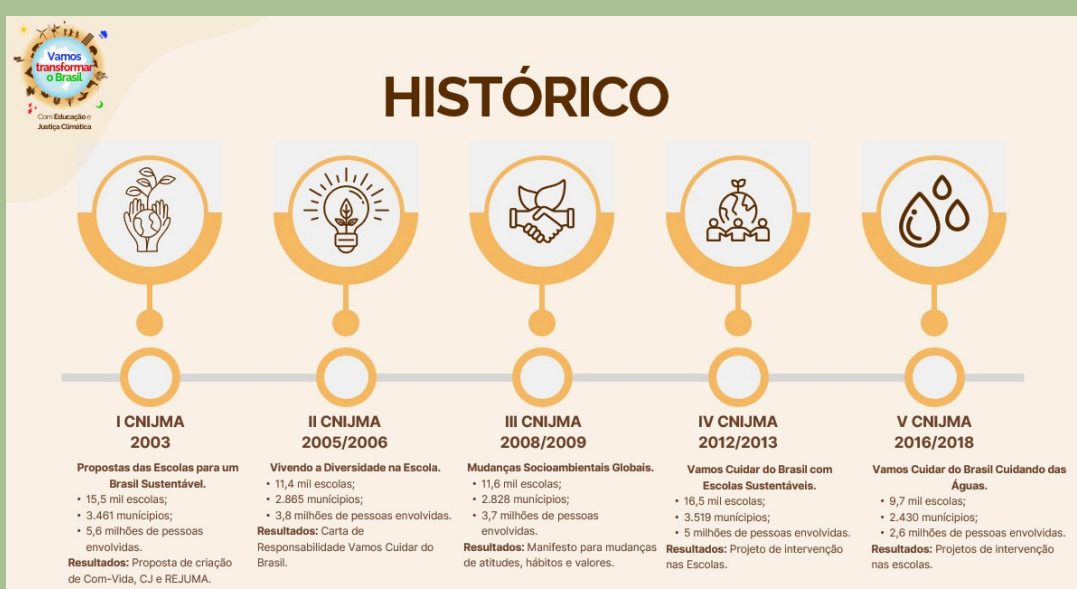 Vamos
transformar
o Brasil
Com Educação e
Justiça Climática
HISTÓRICO
I CNIJMA
2003
Propostas das Escolas para um
Brasil Sustentável.
• 15,5 mil escolas;
• 3.461 munícipios;
• 5,6 milhões de pessoas
envolvidas.
Resultados: Proposta de criação
de Com-Vida, CJ e REJUMA.
II CNIJMA
2005/2006
Vivendo a Diversidade na Escola.
• 11,4 mil escolas;
• 2.865 munícipios;
• 3,8 milhões de pessoas envolvidas.
Resultados: Carta de
Responsabilidade Vamos Cuidar do
Brasil.
III CNIJMA
2008/2009
Mudanças Socioambientais Globais.
• 11,6 mil escolas;
• 2.828 munícipios;
• 3,7 milhões de pessoas
envolvidas.
Resultados: Manifesto para mudanças
de atitudes, hábitos e valores.
IV CNIJMA
2012/2013
Vamos Cuidar do Brasil com
Escolas Sustentáveis.
• 16,5 mil escolas;
• 3.519 munícipios;
• 5 milhões de pessoas envolvidas.
Resultados: Projeto de intervenção
nas Escolas.
V CNIJMA
2016/2018
Vamos Cuidar do Brasil Cuidando das
Águas.
• 9,7 mil escolas;
• 2.430 munícipios;
• 2,6 milhões de pessoas envolvidas.
Resultados: Projetos de intervenção
nas escolas.